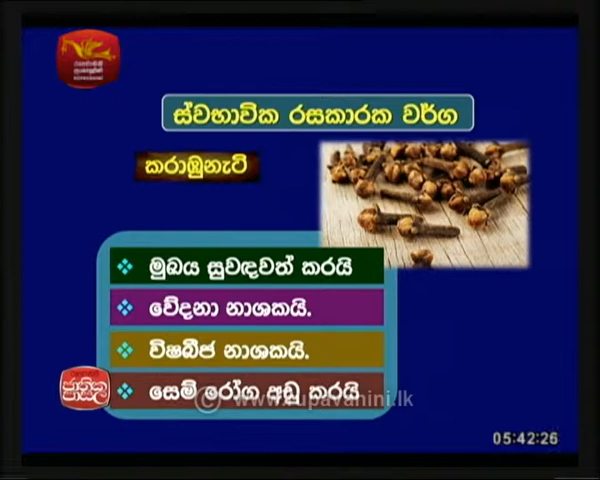 ස්වභාවික රසකාරක වර්ග
කරාඹුනැටි
❖ මුඛය සුවඳවත් කරයි
❖ වේදනා නාශකයි.
❖ විෂබීජ නාශකයි.
❖ සෙම් රෝග අඩු කරයි
ජාතික
පාසල
© www.rupavahini.lk
05:42:26